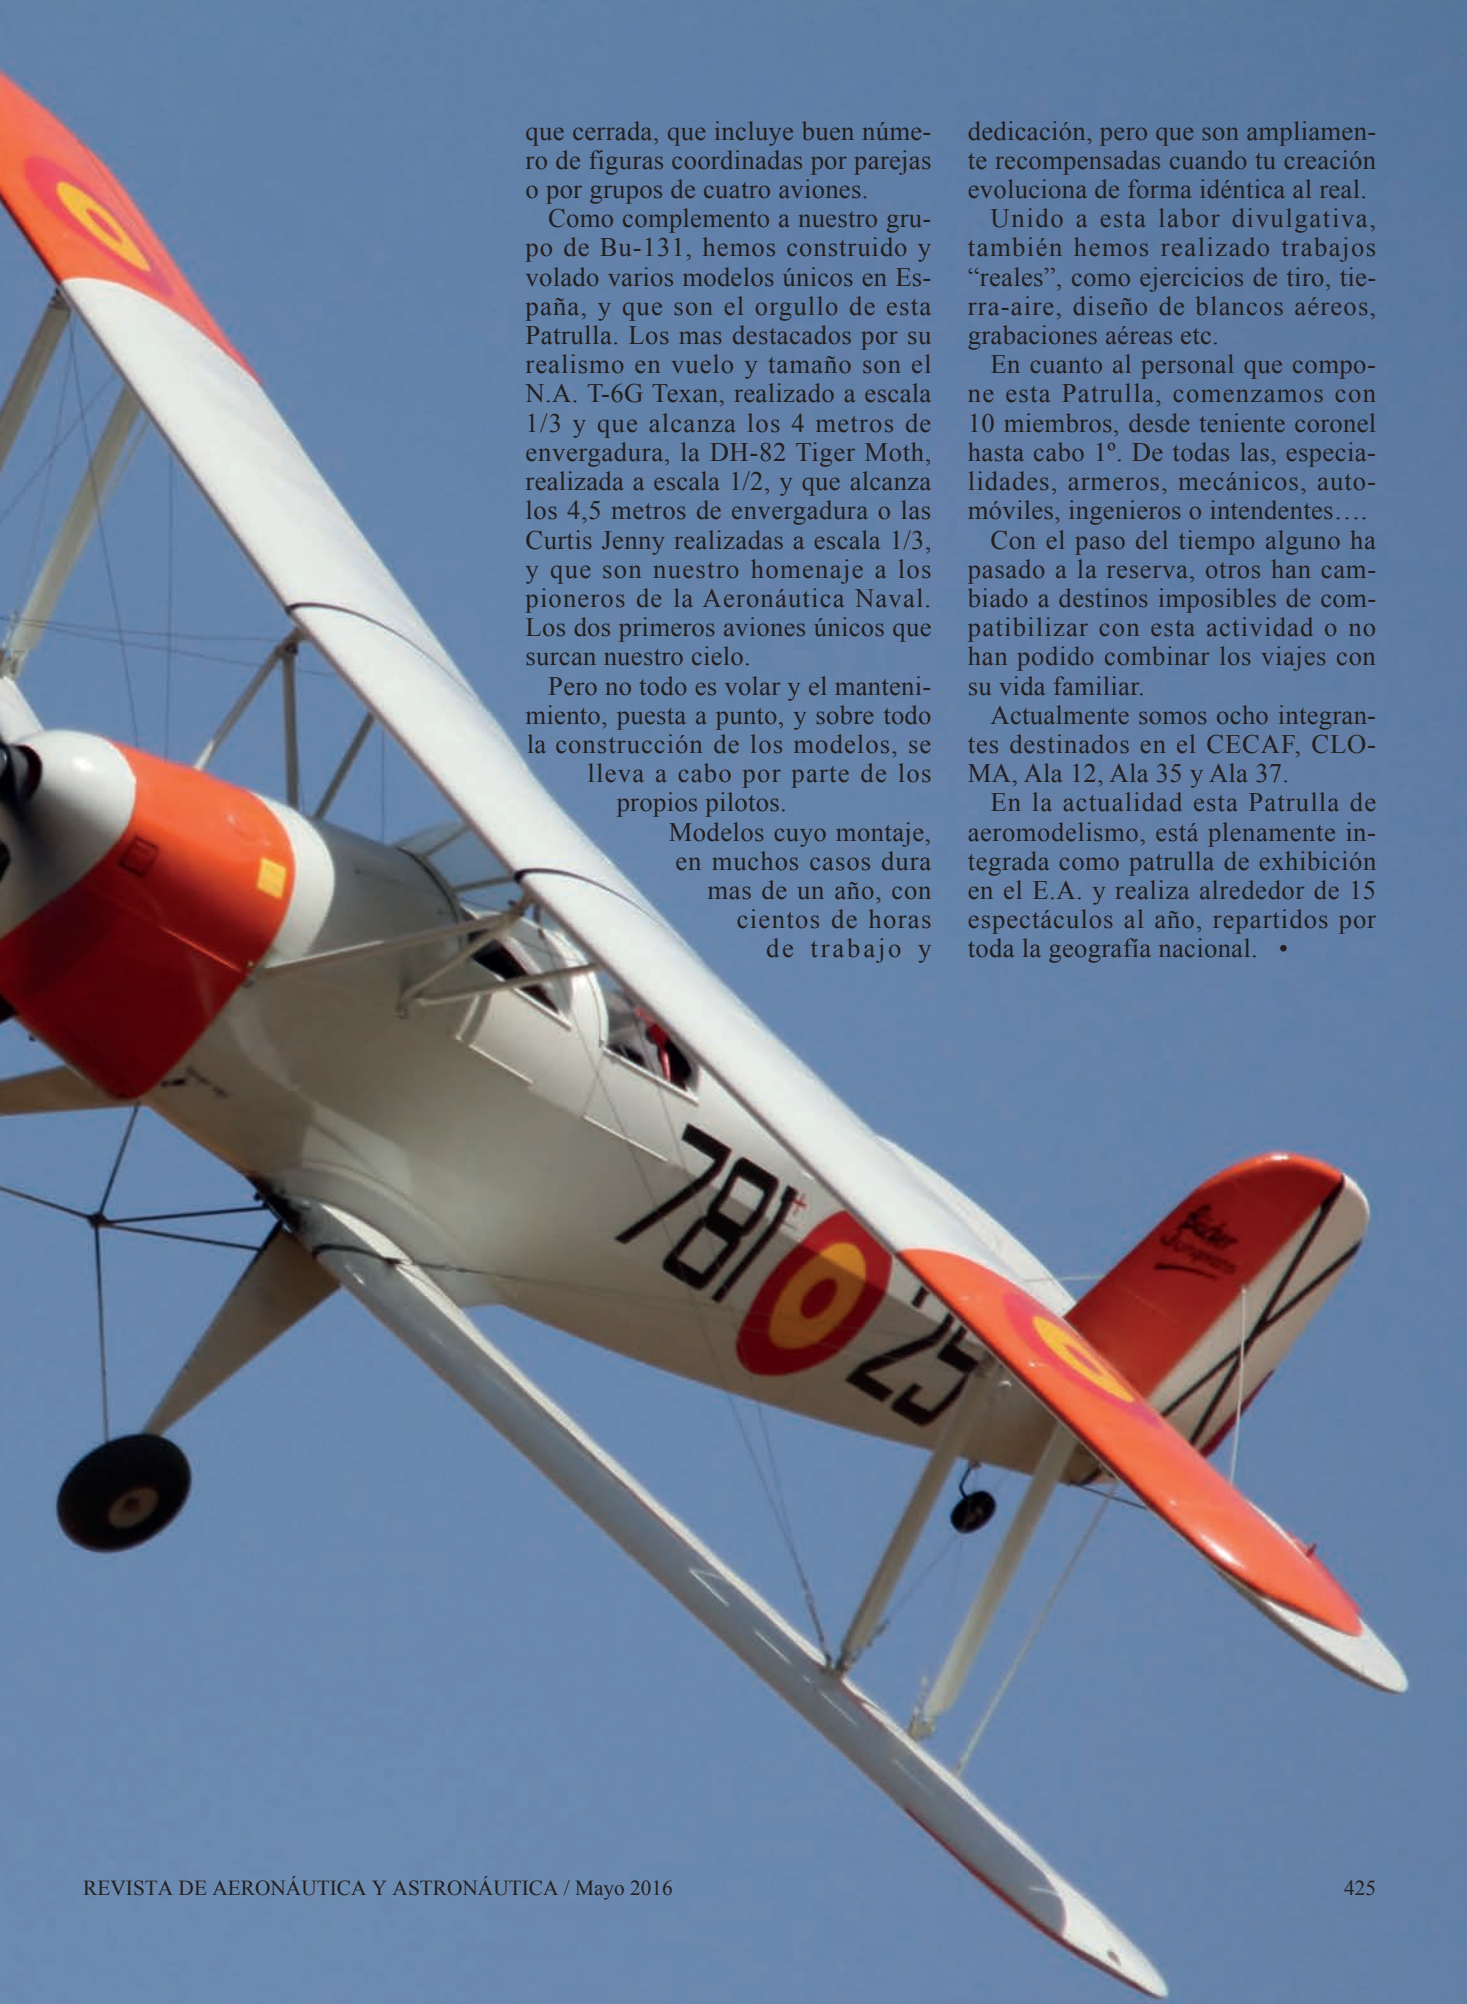 que cerrada, que incluye buen núme-
ro de figuras coordinadas por parejas
o por grupos de cuatro aviones.
Como complemento a nuestro gru-
po de Bu-131, hemos construido y
volado varios modelos únicos en Es-
paña, y que son el orgullo de esta
Patrulla. Los mas destacados por su
realismo en vuelo y tamaño son el
N.A. T-6G Texan, realizado a escala
1/3 y que alcanza los 4 metros de
envergadura, la DH-82 Tiger Moth,
realizada a escala 1/2, y que alcanza
los 4,5 metros de envergadura o las
Curtis Jenny realizadas a escala 1/3,
y que son nuestro homenaje a los
pioneros de la Aeronáutica Naval.
Los dos primeros aviones únicos que
surcan nuestro cielo.
Pero no todo es volar y el manteni-
miento, puesta a punto, y sobre todo
la construcción de los modelos, se
lleva a cabo por parte de los
propios pilotos.
Modelos cuyo montaje,
en muchos casos dura
mas de un año, con
cientos de horas
de trabajo y
dedicación, pero que son ampliamen-
te recompensadas cuando tu creación
evoluciona de forma idéntica al real.
Unido a esta labor divulgativa,
también hemos realizado trabajos
“reales”, como ejercicios de tiro, tie-
rra-aire, diseño de blancos aéreos,
grabaciones aéreas etc.
En cuanto al personal que compo-
ne esta Patrulla, comenzamos con
10 miembros, desde teniente coronel
hasta cabo 1º. De todas las, especia-
lidades, armeros, mecánicos, auto-
móviles, ingenieros o intendentes….
Con el paso del tiempo alguno ha
pasado a la reserva, otros han cam-
biado a destinos imposibles de com-
patibilizar con esta actividad o no
han podido combinar los viajes con
su vida familiar.
Actualmente somos ocho integran-
tes destinados en el CECAF, CLO-
MA, Ala 12, Ala 35 y Ala 37.
En la actualidad esta Patrulla de
aeromodelismo, está plenamente in-
tegrada como patrulla de exhibición
en el E.A. y realiza alrededor de 15
espectáculos al año, repartidos por
toda la geografía nacional. •
781 25
Bücker
Jungmann
REVISTA DE AERONÁUTICA Y ASTRONÁUTICA / Mayo 2016
425